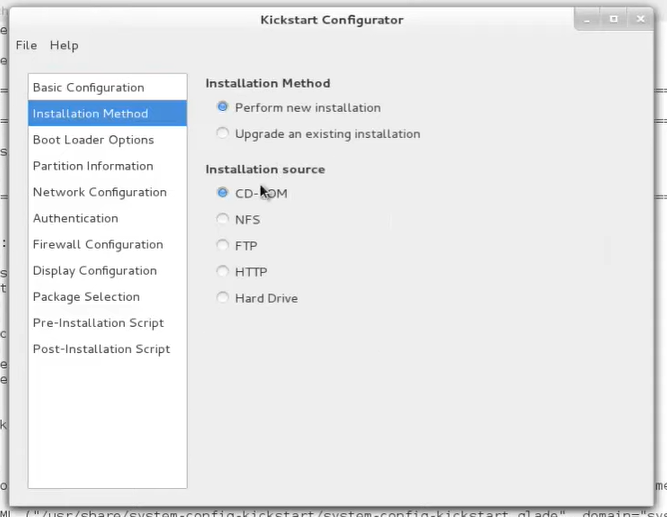 Kickstart Configurator
File Help
Basic Configuration
Installation Method
Boot Loader Options
Partition Information
Network Configuration
Authentication
Firewall Configuration
Display Configuration
Package Selection
Pre-Installation Script
Post-Installation Script
Installation Method
Perform new installation
Upgrade an existing installation
Installation source
CD-ROM
NFS
FTP
HTTP
Hard Drive
ML ("/usr/share/system-config-kickstart/system-config-kickstart.glade", domain="sys